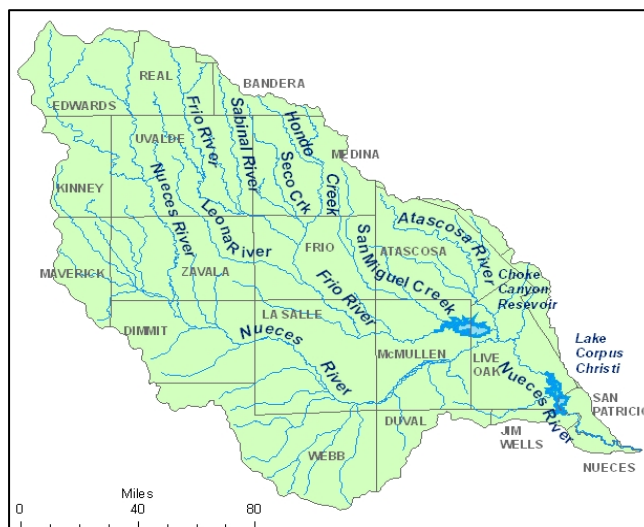 REAL
BANDERA
EDWARDS
UVALDE
Frio River
Sabinal River
Hondo
Creek
Seco Crk
MEDINA
KINNEY
Nueces River
Leona River
FRIO
San Miguel Creek
ATASCOSA
Atascosa River
MAVERICK
ZAVALA
Frio River
Choke
Canyon
Resevoir
DIMMIT
LA SALLE
Nueces
River
McMULLEN
LIVE
OAK
Nueces River
Lake
Corpus
Christi
SAN
PATRICIO
DUVAL
JIM
WELLS
WEBB
NUECES
Miles
0 40 80